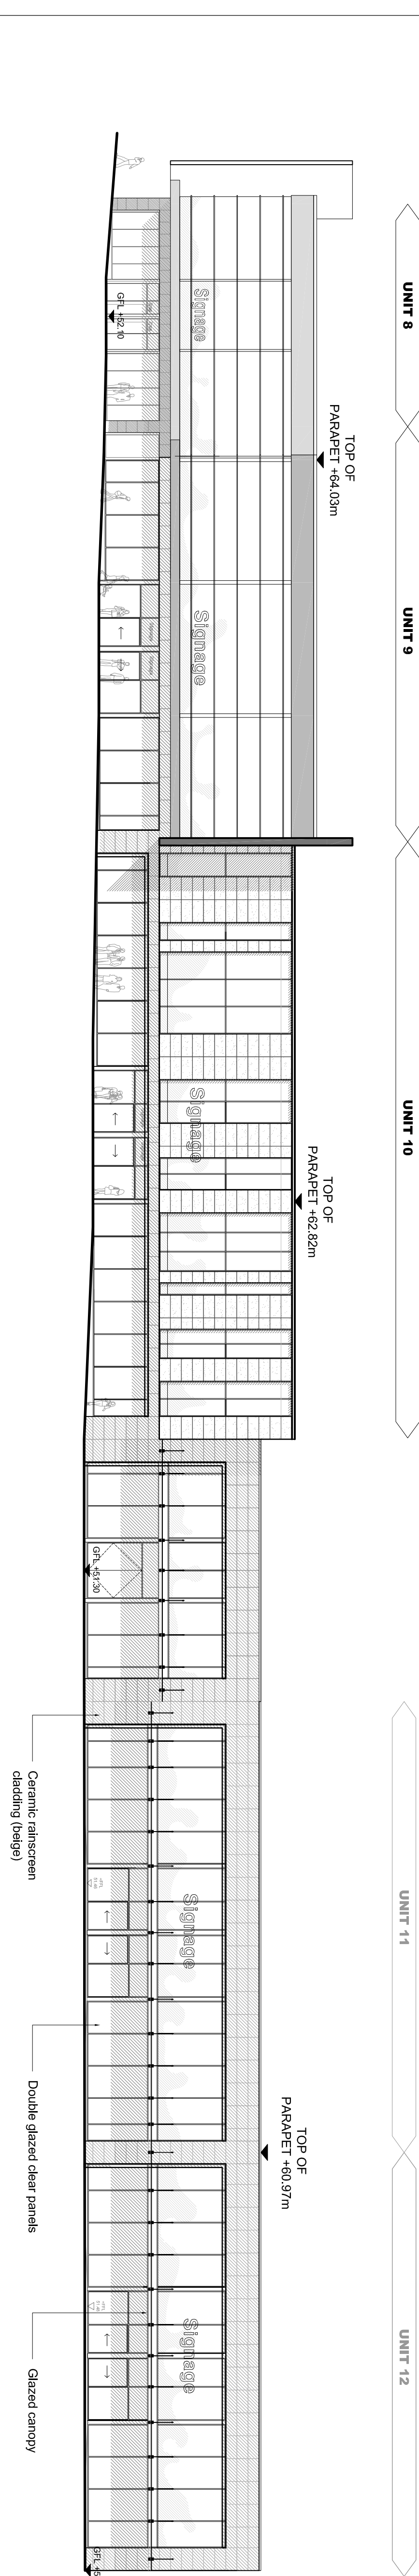 UNIT 8
UNIT 9
UNIT 10
UNIT 11
UNIT 12
TOP OF
PARAPET +64.03m
TOP OF
PARAPET +62.82m
TOP OF
PARAPET +60.97m
Signage
Signage
Signage
Signage
Signage
GFL +52.10
Signage
Signage
GFL +51.30
Ceramic rainscreen
cladding (beige)
Double glazed clear panels
Glazed canopy